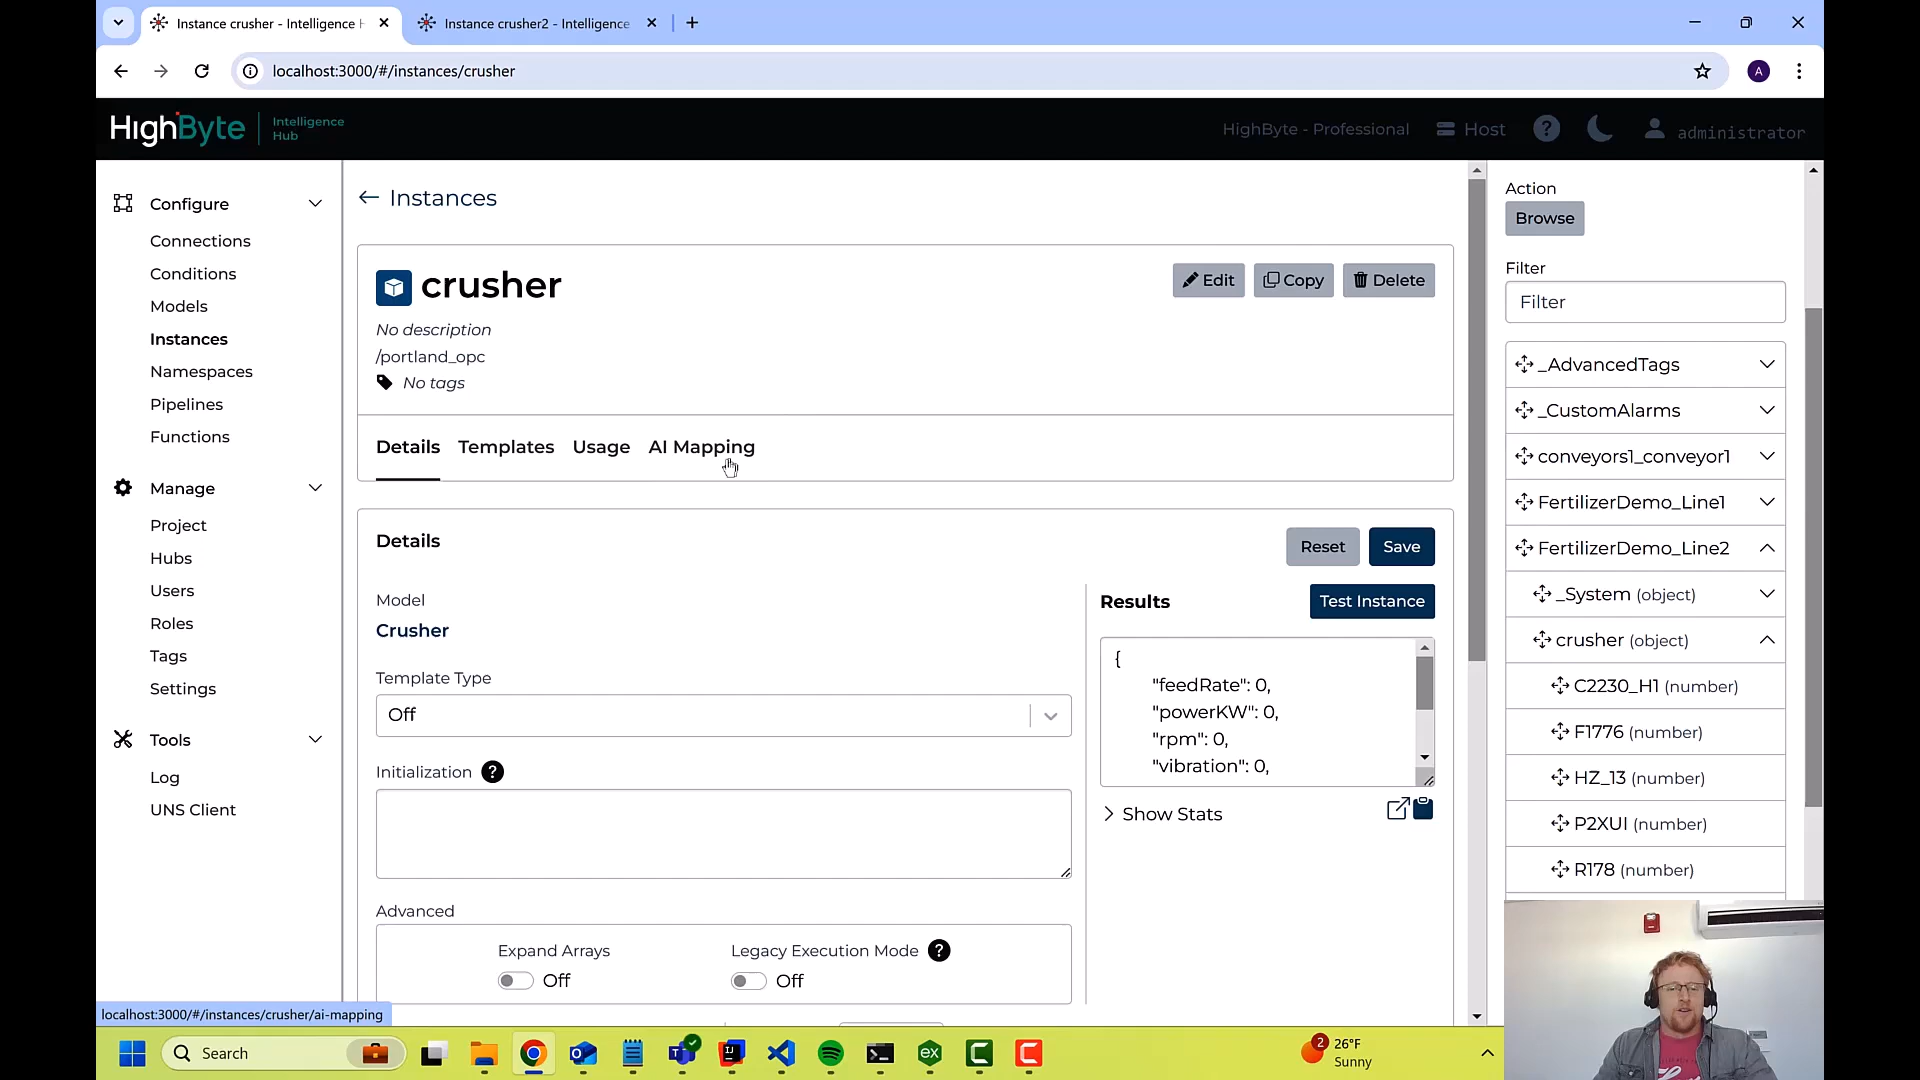 Instance crusher - Intelligence H
Instance crusher2 - Intelligence
localhost:3000/#/instances/crusher
A
HighByte
Intelligence
Hub
HighByte - Professional
Host
?
administrator
Configure
Connections
Conditions
Models
Instances
Namespaces
Pipelines
Functions
Manage
Project
Hubs
Users
Roles
Tags
Settings
Tools
Log
UNS Client
← Instances
crusher
Edit
Copy
Delete
No description
/portland_opc
No tags
Details
Templates
Usage
AI Mapping
Details
Reset
Save
Model
Crusher
Template Type
Off
Initialization ?
Advanced
Expand Arrays
Off
Legacy Execution Mode ?
Off
Results
Test Instance
{
"feedRate": 0,
"powerKW": 0,
"rpm": 0,
"vibration": 0,
Show Stats
Action
Browse
Filter
Filter
_AdvancedTags
_CustomAlarms
conveyors1_conveyor1
FertilizerDemo_Line1
FertilizerDemo_Line2
_System (object)
crusher (object)
C2230_H1 (number)
F1776 (number)
HZ_13 (number)
P2XUI (number)
R178 (number)
localhost:3000/#/instances/crusher/ai-mapping
Search
2
26°F
Sunny